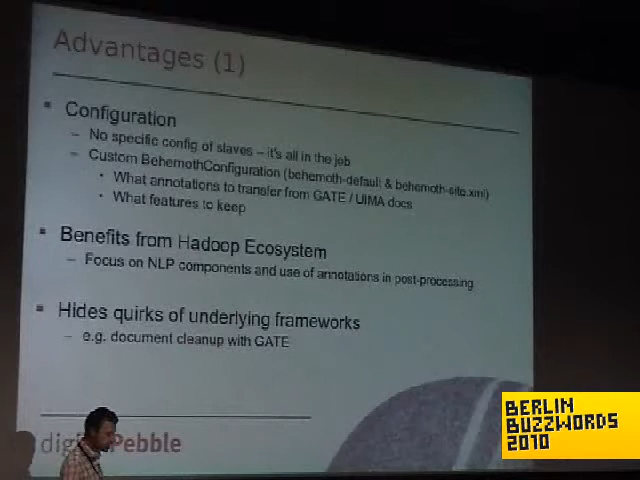 Advantages (1)
Configuration
– No specific config of slaves – it's all in the job
– Custom BehemothConfiguration (behemoth-default & behemoth-site.xml)
• What annotations to transfer from GATE / UIMA docs
• What features to keep
Benefits from Hadoop Ecosystem
– Focus on NLP components and use of annotations in post-processing
Hides quirks of underlying frameworks
– e.g. document cleanup with GATE
digi Pebble
BERLIN
BUZZWORDS
2010